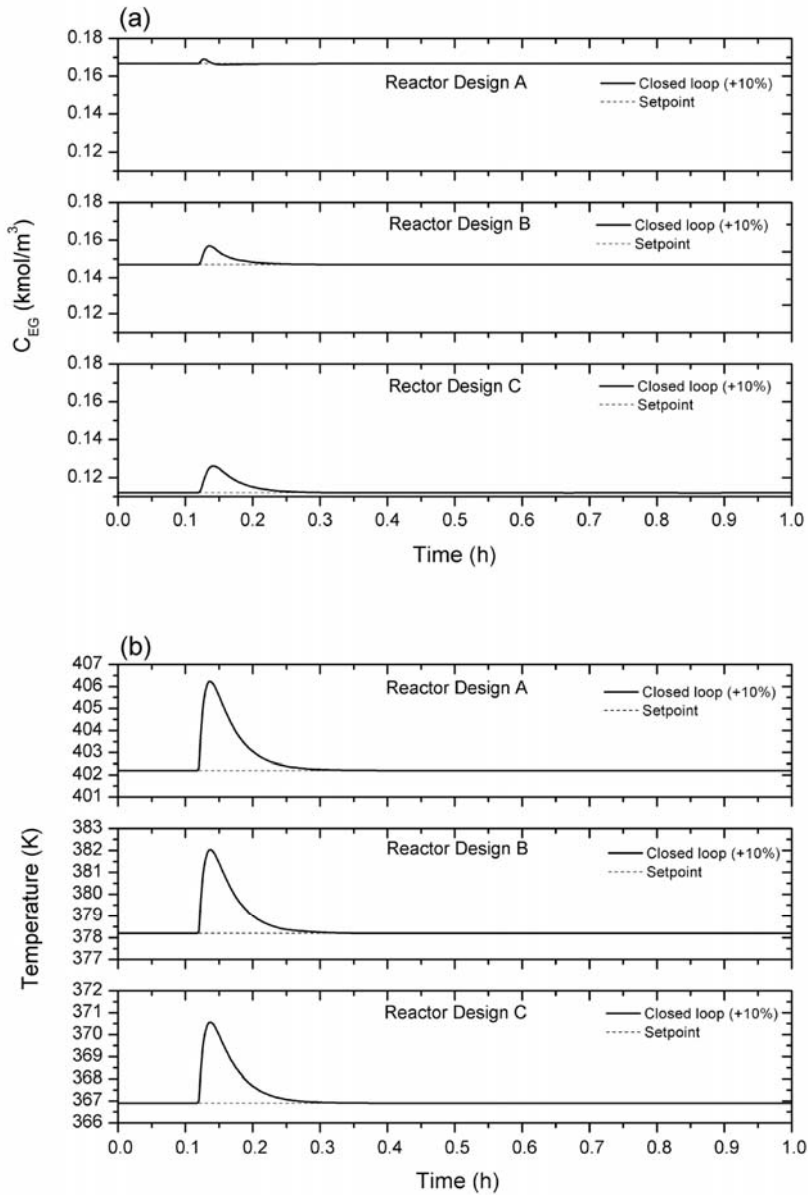 (a)
0.18
0.16
0.14
0.12
Reactor Design A
Closed loop (+10%)
Setpoint
0.18
0.16
0.14
0.12
Reactor Design B
Closed loop (+10%)
Setpoint
0.18
0.16
0.14
0.12
Rector Design C
Closed loop (+10%)
Setpoint
C_EG (kmol/m³)
0.0 0.1 0.2 0.3 0.4 0.5 0.6 0.7 0.8 0.9 1.0
Time (h)
(b)
407
406
405
404
403
402
401
Reactor Design A
Closed loop (+10%)
Setpoint
383
382
381
380
379
378
377
Reactor Design B
Closed loop (+10%)
Setpoint
372
371
370
369
368
367
366
Reactor Design C
Closed loop (+10%)
Setpoint
Temperature (K)
0.0 0.1 0.2 0.3 0.4 0.5 0.6 0.7 0.8 0.9 1.0
Time (h)